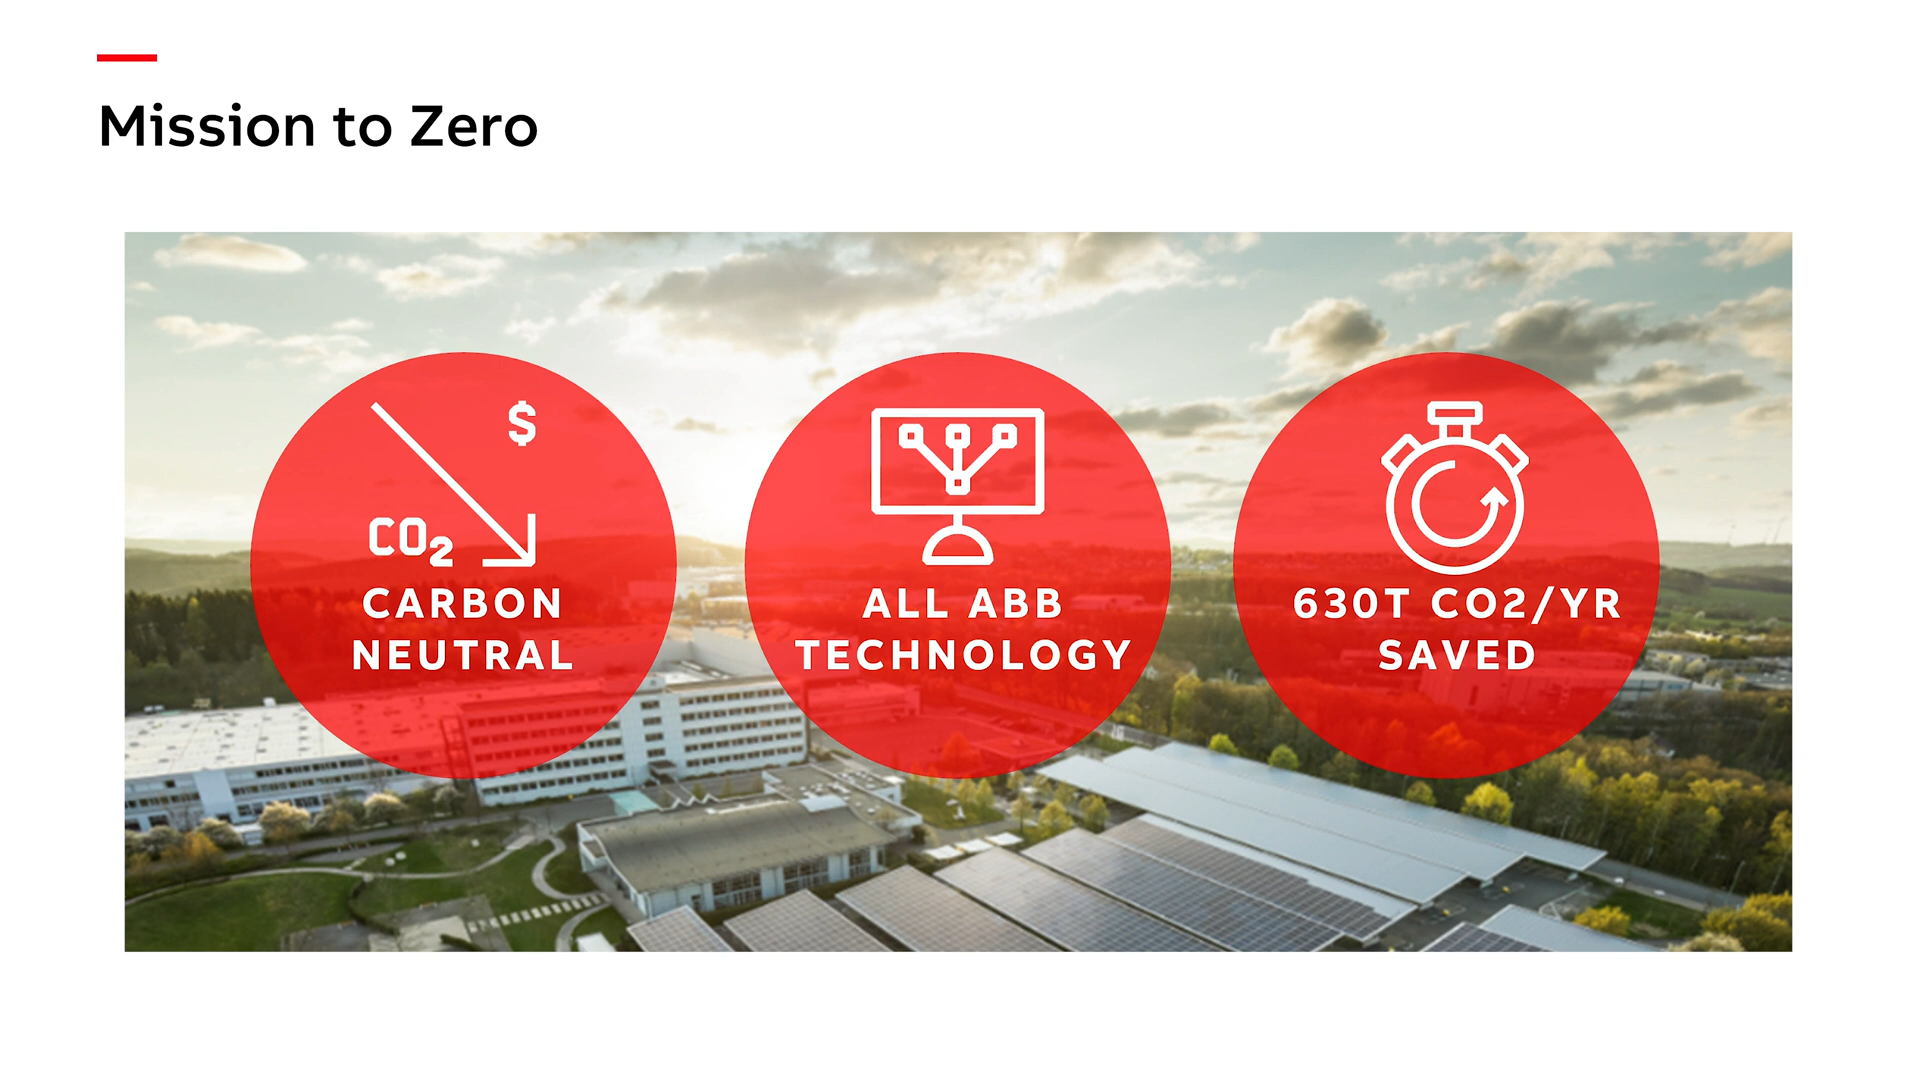 Mission to Zero
$
CO₂
CARBON
NEUTRAL
ALL ABB
TECHNOLOGY
630T CO2/YR
SAVED